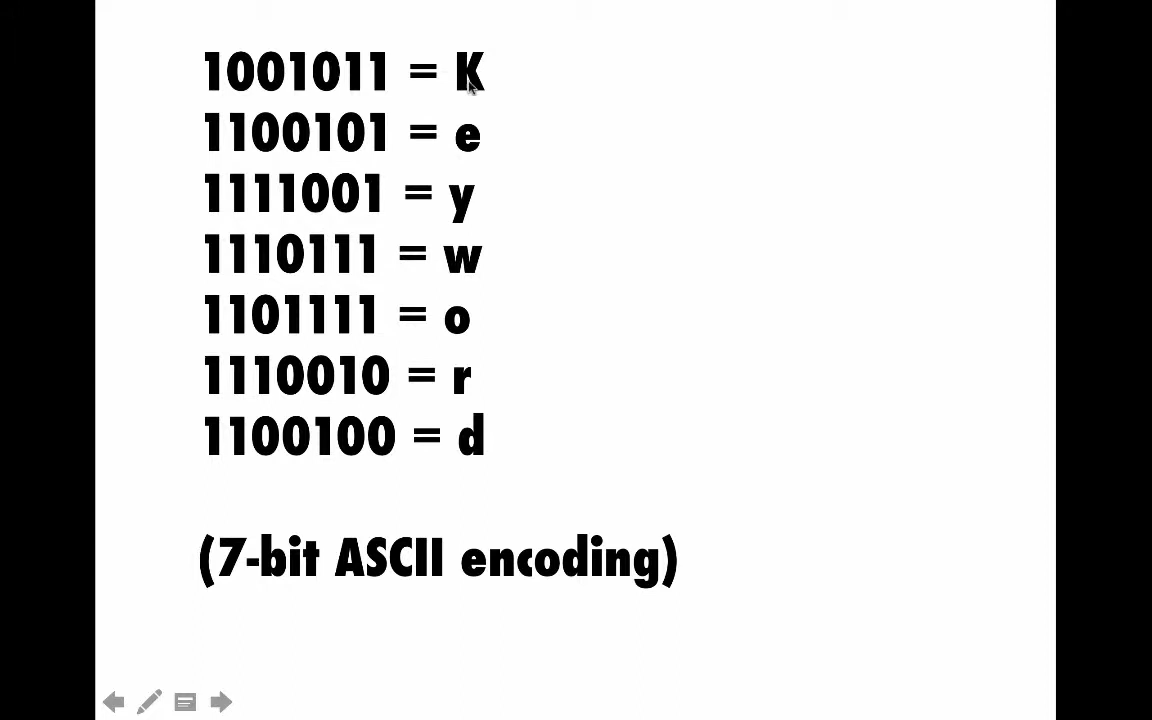 1001011 = K
1100101 = e
1111001 = y
1110111 = w
1101111 = o
1110010 = r
1100100 = d
(7-bit ASCII encoding)